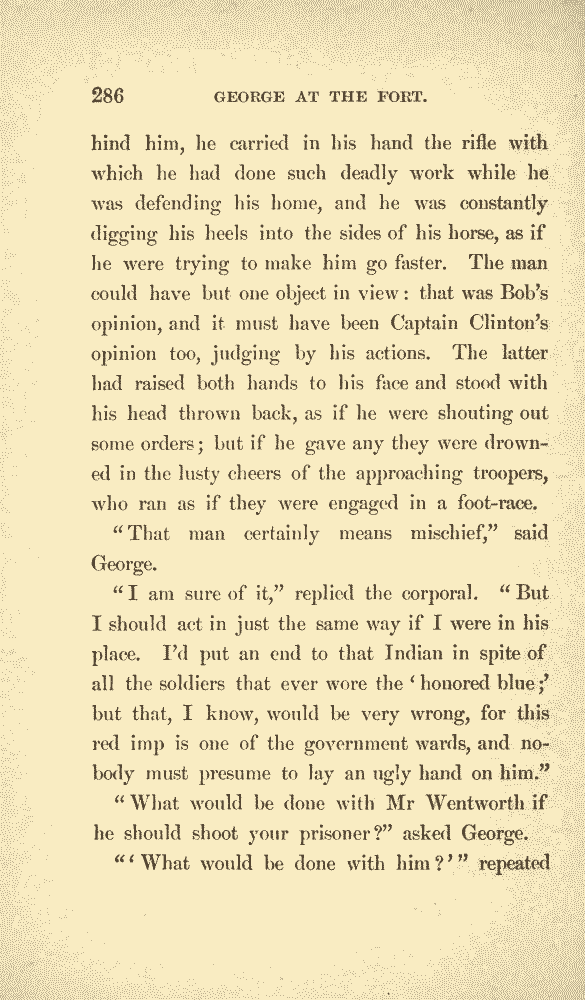 286 GEORGE AT THE FORT.
hind him, he carried in his hand the rifle with
which he had done such deadly work while he
was defending his home, and he was constantly
digging his heels into the sides of his horse, as if
he were trying to make him go faster. The man
could have but one object in view: that was Bob's
opinion, and it must have been Captain Clinton's
opinion too, judging by his actions. The latter
had raised both hands to his face and stood with
his head thrown back, as if he were shouting out
some orders; but if he gave any they were drown-
ed in the lusty cheers of the approaching troopers,
who ran as if they were engaged in a foot-race.
“That man certainly means mischief,” said
George.
“I am sure of it,” replied the corporal. “But
I should act in just the same way if I were in his
place. I'd put an end to that Indian in spite of
all the soldiers that ever wore the ‘honored blue;’
but that, I know, would be very wrong, for this
red imp is one of the government wards, and no-
body must presume to lay an ugly hand on him.”
“What would be done with Mr Wentworth if
he should shoot your prisoner?” asked George.
“‘What would be done with him?’” repeated